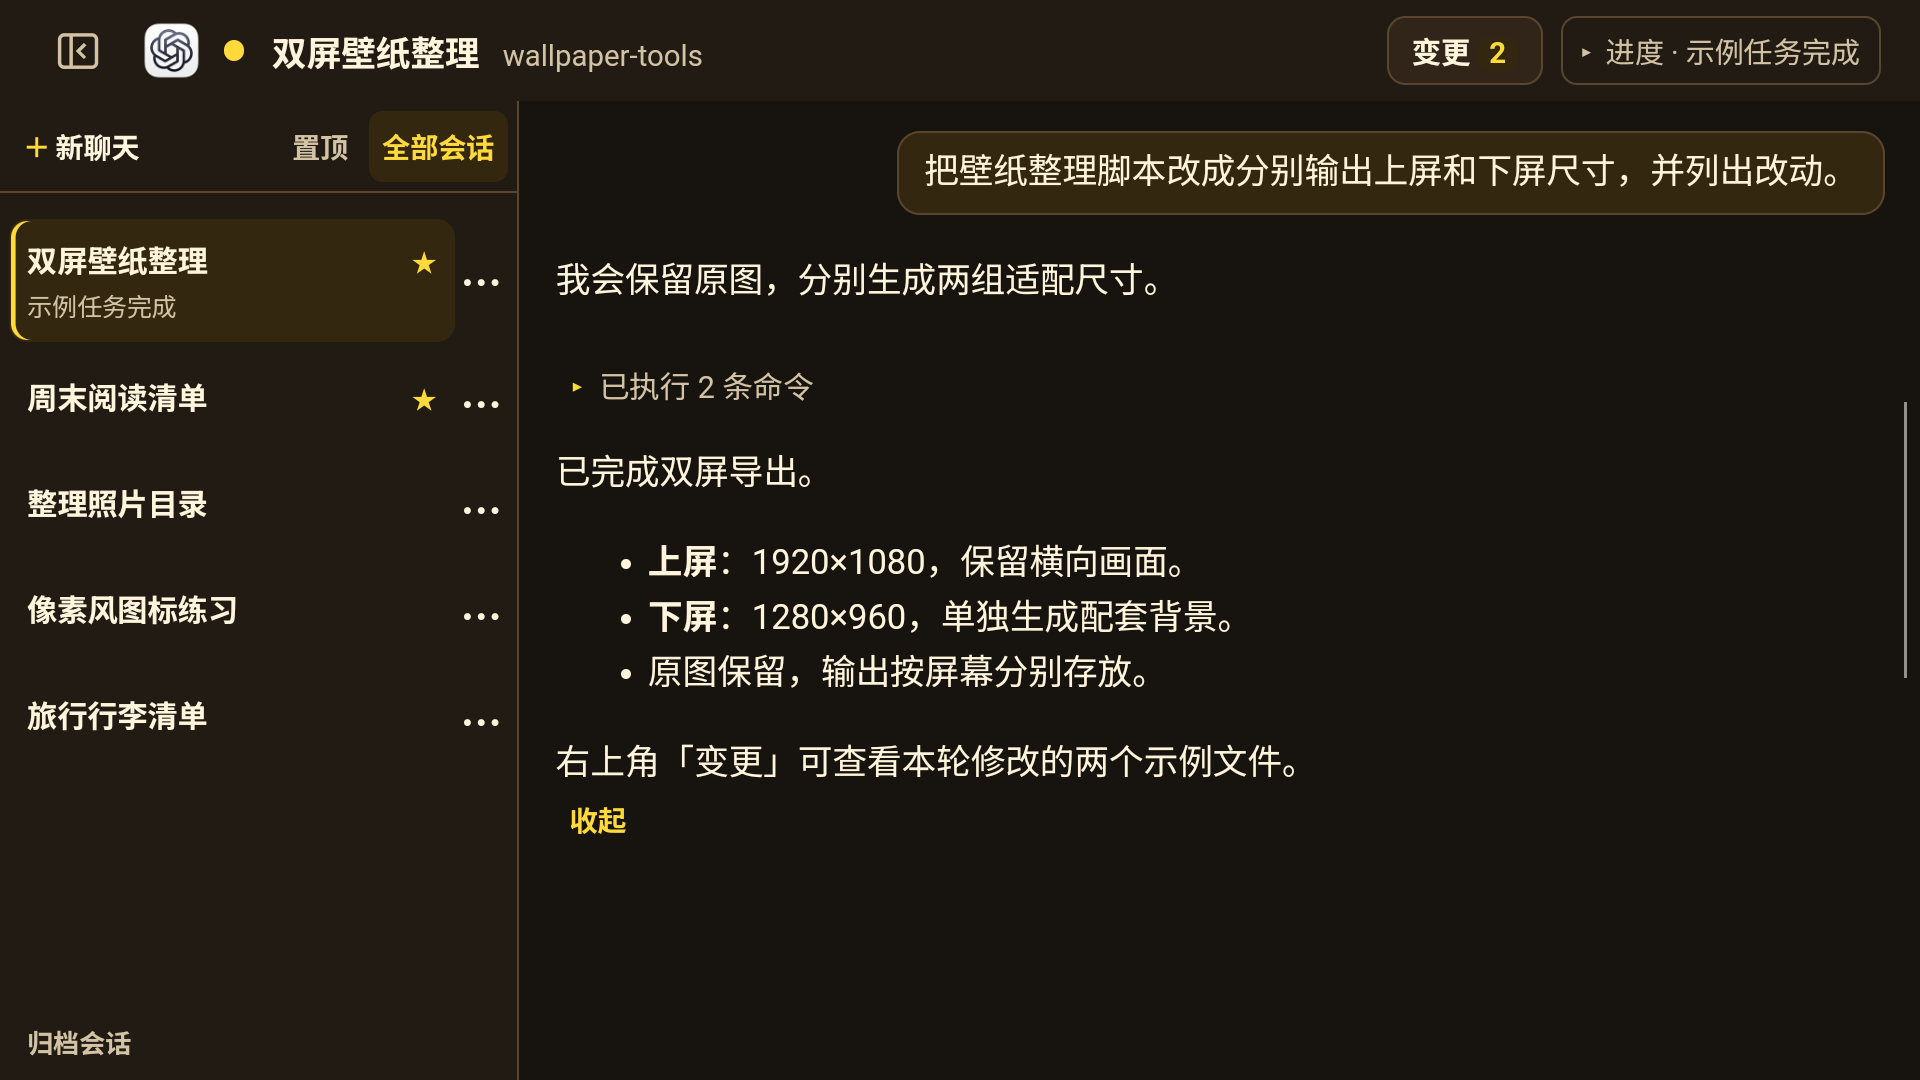 双屏壁纸整理 wallpaper-tools
变更 2
▸ 进度 · 示例任务完成
+ 新聊天
置顶
全部会话
双屏壁纸整理 ★ ...
示例任务完成
周末阅读清单 ★ ...
整理照片目录 ...
像素风图标练习 ...
旅行行李清单 ...
归档会话
把壁纸整理脚本改成分别输出上屏和下屏尺寸，并列出改动。
我会保留原图，分别生成两组适配尺寸。
▸ 已执行 2 条命令
已完成双屏导出。
• 上屏：1920×1080，保留横向画面。
• 下屏：1280×960，单独生成配套背景。
• 原图保留，输出按屏幕分别存放。
右上角「变更」可查看本轮修改的两个示例文件。
收起